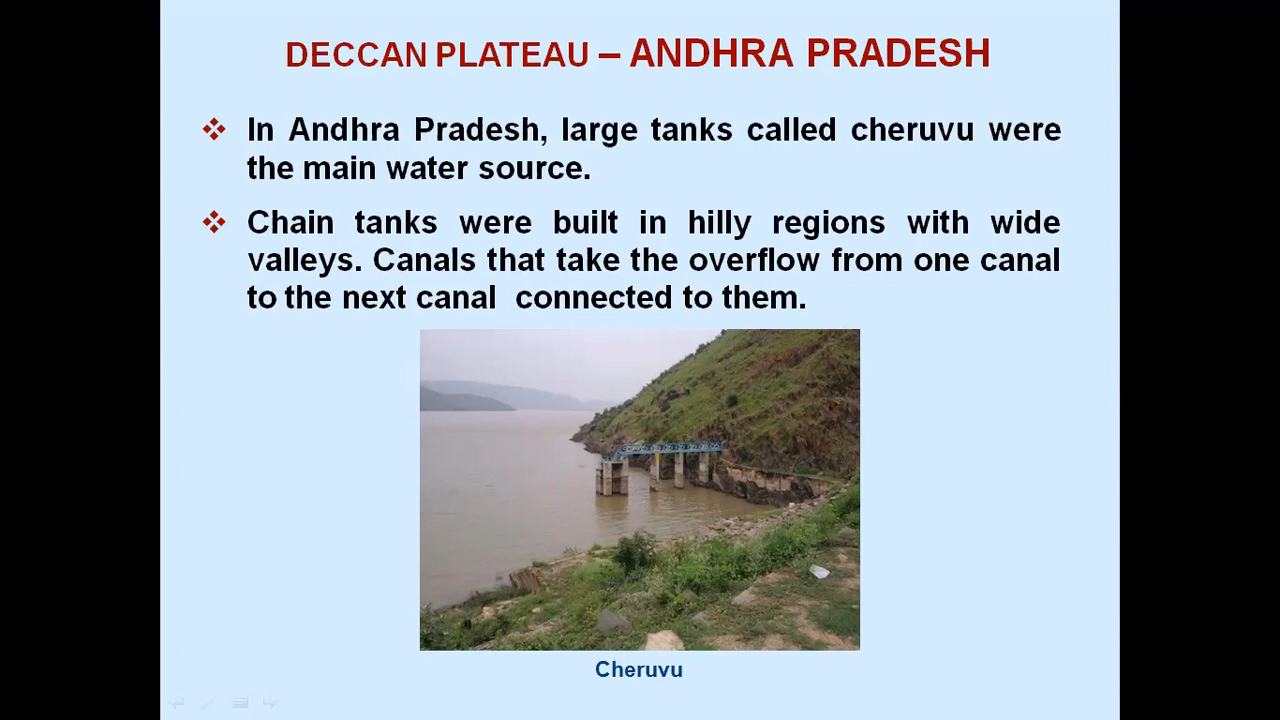 DECCAN PLATEAU – ANDHRA PRADESH
In Andhra Pradesh, large tanks called cheruvu were
the main water source.
Chain tanks were built in hilly regions with wide
valleys. Canals that take the overflow from one canal
to the next canal connected to them.
Cheruvu